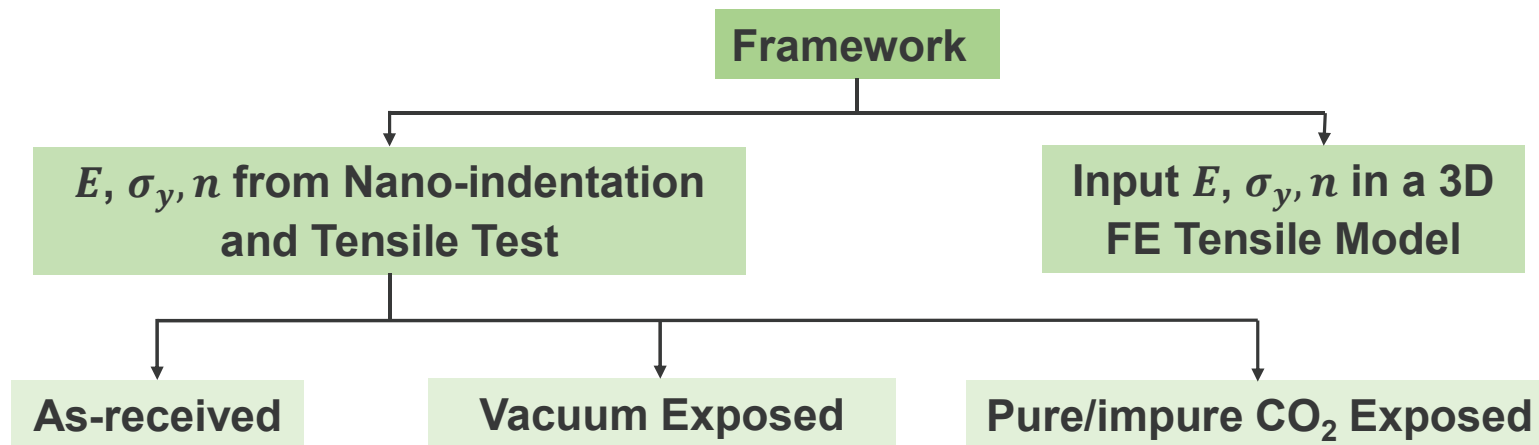 Framework
E, σy, n from Nano-indentation
and Tensile Test
Input E, σy, n in a 3D
FE Tensile Model
As-received
Vacuum Exposed
Pure/impure CO2 Exposed